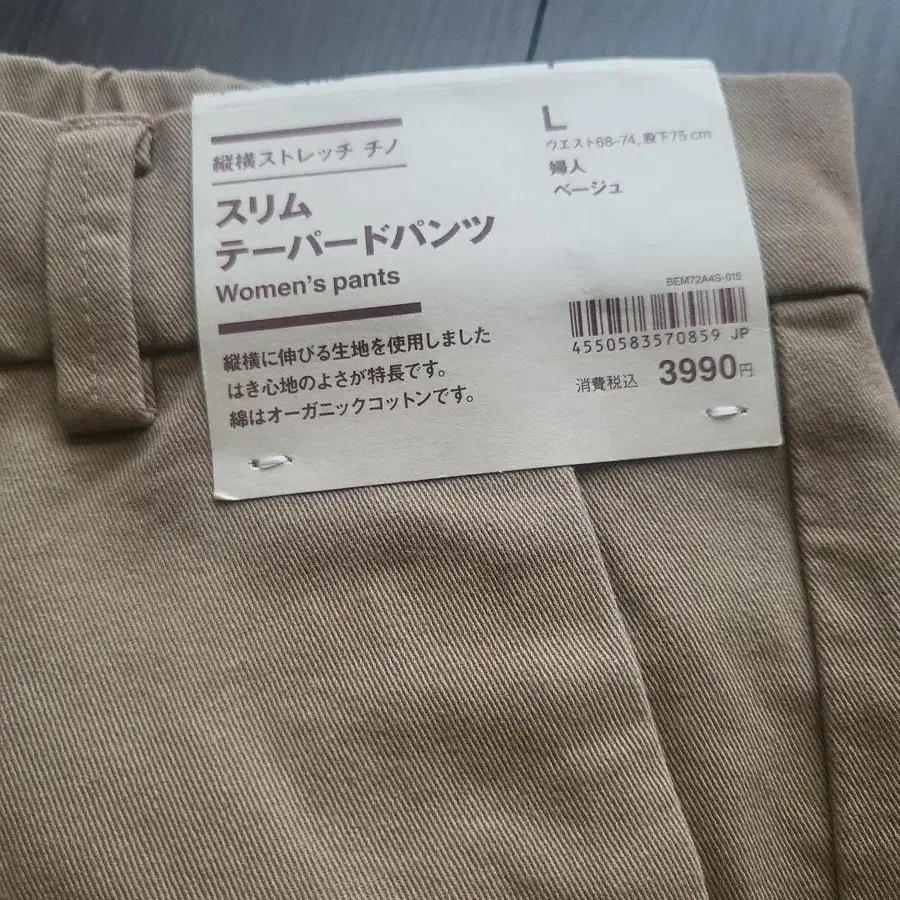 縦横ストレッチ チノ
スリム
テーパードパンツ
Women's pants
縦横に伸びる生地を使用しました
はき心地のよさが特長です。
綿はオーガニックコットンです。
L
ウエスト68–74,股下75cm
婦人
ベージュ
BEM72A4S-015
4550583570859 JP
消費税込 3990円